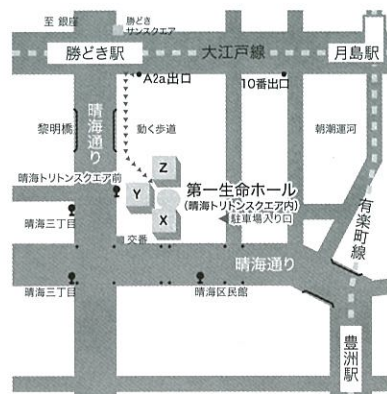 至 銀座
勝どき
サンスクエア
勝どき駅
大江戸線
月島駅
A2a出口
10番出口
黎明橋
晴海通り
動く歩道
朝潮運河
晴海トリトンスクエア前
Z
Y
X
第一生命ホール
(晴海トリトンスクエア内)
駐車場入り口
有楽町線
晴海三丁目
交番
晴海通り
晴海三丁目
晴海区民館
豊洲駅